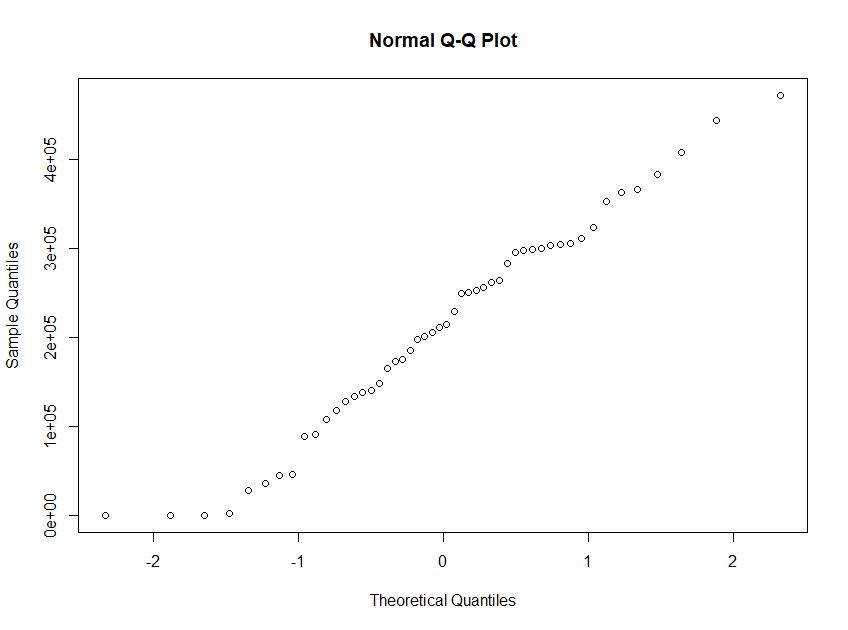 Normal Q-Q Plot
Sample Quantiles
4e+05
3e+05
2e+05
1e+05
0e+00
-2 -1 0 1 2
Theoretical Quantiles